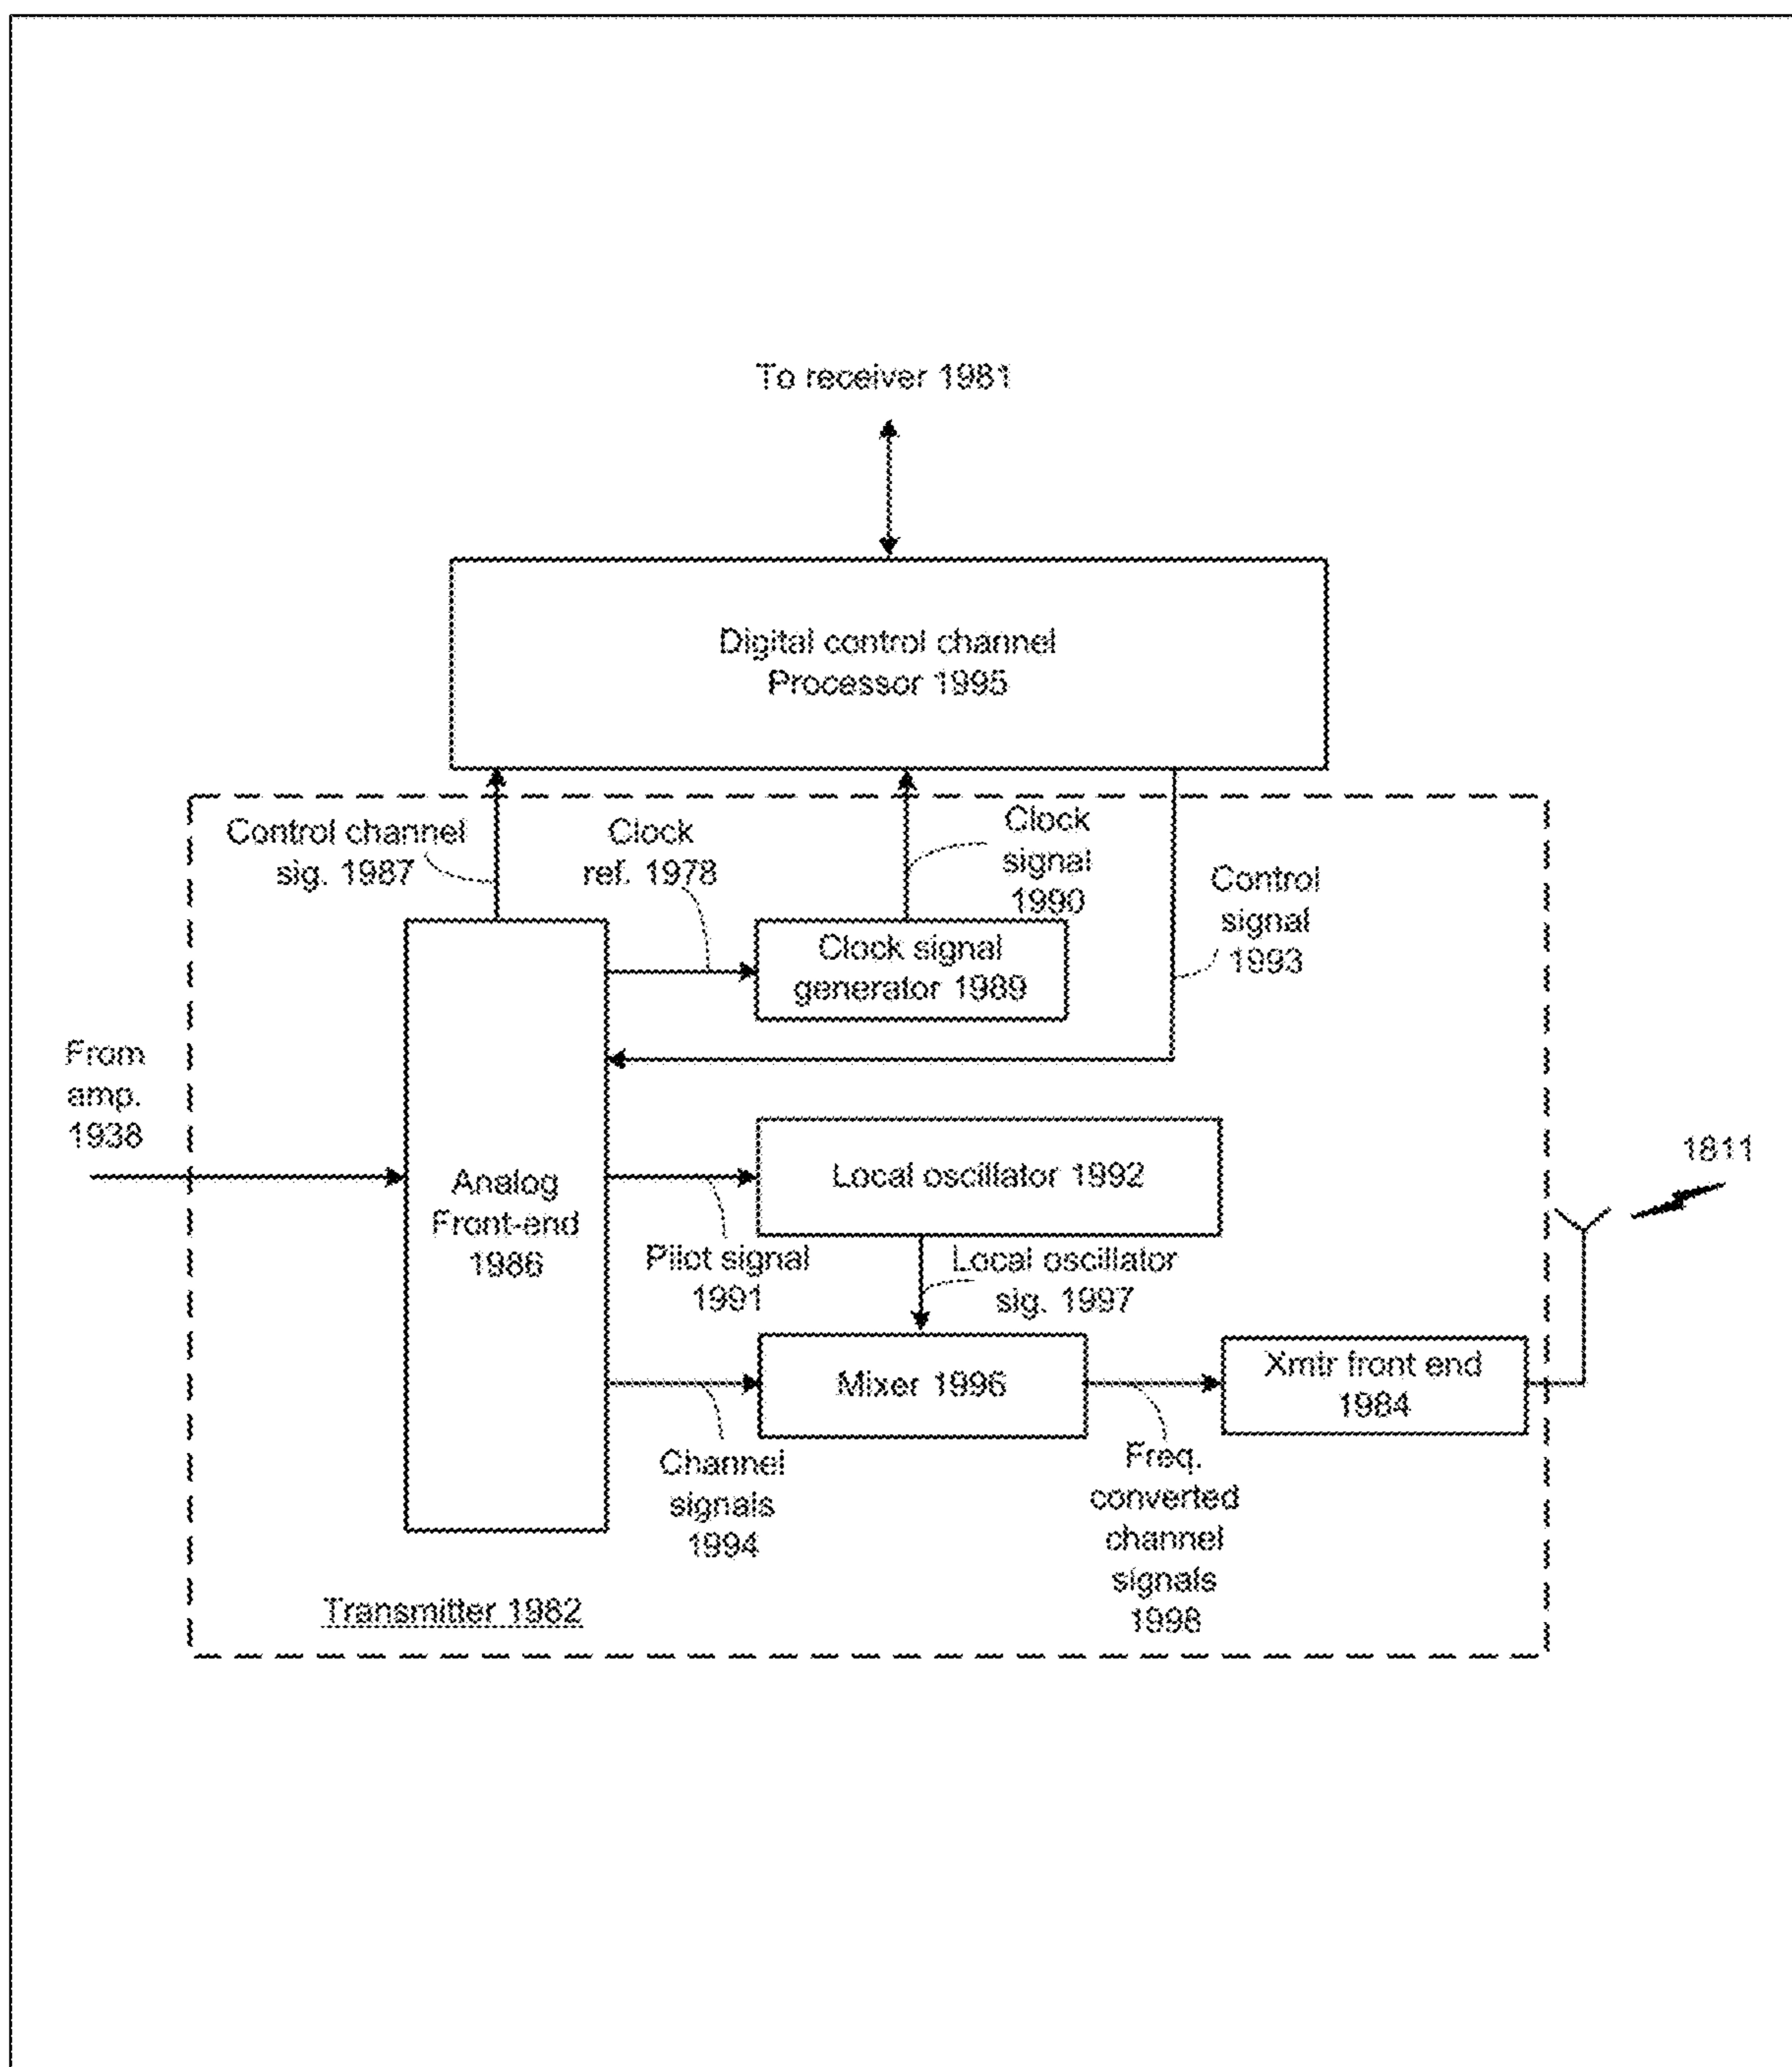 To receiver 1981
Digital control channel
Processor 1995
Control channel
sig. 1987
Clock
ref. 1978
Clock
signal
1990
Control
signal
1993
Clock signal
generator 1989
From
amp.
1938
Analog
Front-end
1986
Local oscillator 1992
1811
Pilot signal
1991
Local oscillator
sig. 1997
Mixer 1996
Xmtr front end
1984
Channel
signals
1994
Freq.
converted
channel
signals
1998
Transmitter 1982